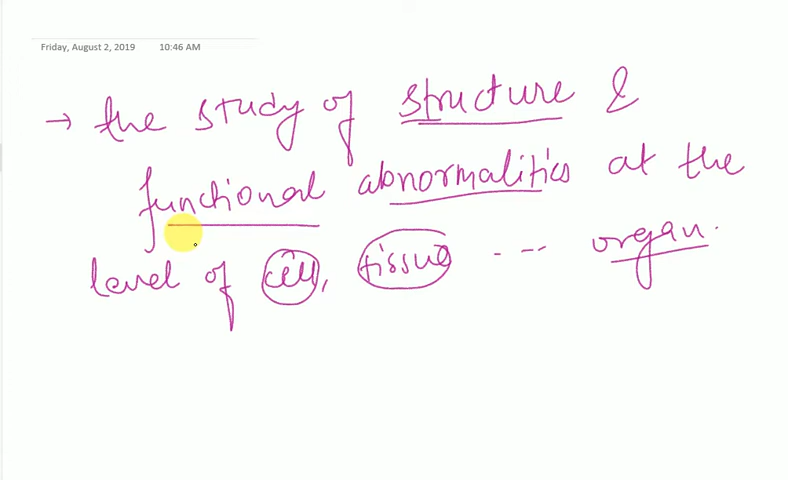 Friday, August 2, 2019 10:46 AM
→ the study of structure &
functional abnormalities at the
level of cell, tissue - -- organ.